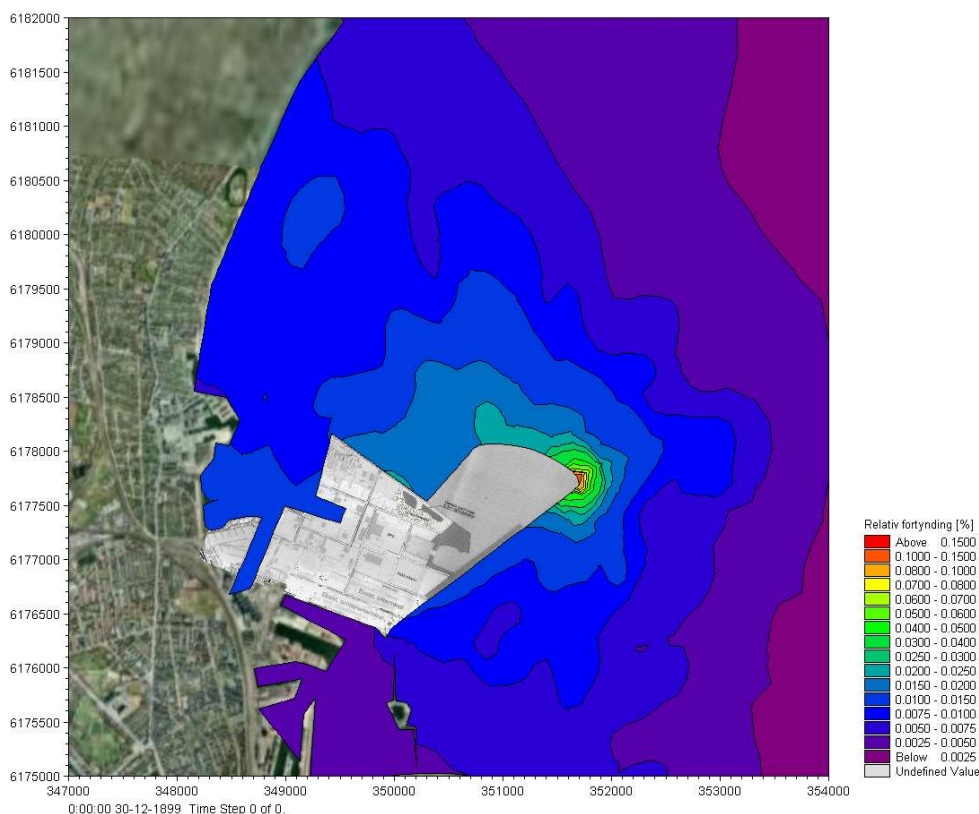 6182000
6181500
6181000
6180500
6180000
6179500
6179000
6178500
6178000
6177500
6177000
6176500
6176000
6175500
6175000
347000 348000 349000 350000 351000 352000 353000 354000
0:00:00 30-12-1899 Time Step 0 of 0.
Relativ fortynding [%]
Above 0.1500
0.1000 - 0.1500
0.0800 - 0.1000
0.0700 - 0.0800
0.0600 - 0.0700
0.0500 - 0.0600
0.0400 - 0.0500
0.0300 - 0.0400
0.0250 - 0.0300
0.0200 - 0.0250
0.0150 - 0.0200
0.0100 - 0.0150
0.0075 - 0.0100
0.0050 - 0.0075
0.0025 - 0.0050
Below 0.0025
Undefined Value